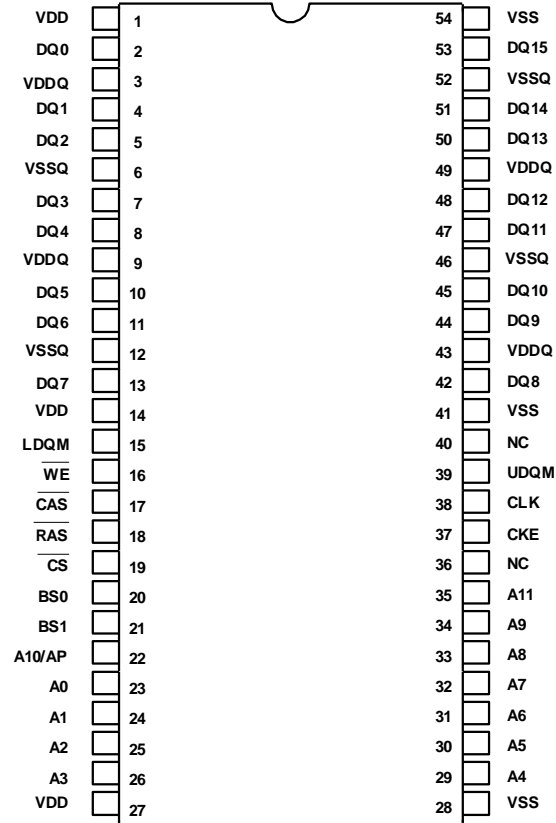 VDD 1 54 VSS
DQ0 2 53 DQ15
VDDQ 3 52 VSSQ
DQ1 4 51 DQ14
DQ2 5 50 DQ13
VSSQ 6 49 VDDQ
DQ3 7 48 DQ12
DQ4 8 47 DQ11
VDDQ 9 46 VSSQ
DQ5 10 45 DQ10
DQ6 11 44 DQ9
VSSQ 12 43 VDDQ
DQ7 13 42 DQ8
VDD 14 41 VSS
LDQM 15 40 NC
W̅E̅ 16 39 UDQM
C̅A̅S̅ 17 38 CLK
R̅A̅S̅ 18 37 CKE
C̅S̅ 19 36 NC
BS0 20 35 A11
BS1 21 34 A9
A10/AP 22 33 A8
A0 23 32 A7
A1 24 31 A6
A2 25 30 A5
A3 26 29 A4
VDD 27 28 VSS